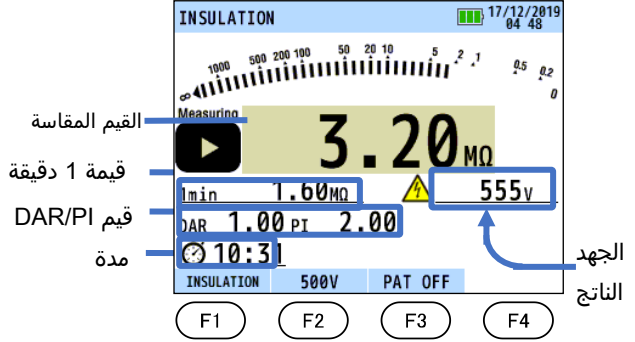 INSULATION 17/12/2019
04 48
∞ 1000 500 200 100 50 20 10 5 2 1 0.5 0.2 0
Measuring
القيم المقاسة
3.20MΩ
قيمة 1 دقيقة
1min 1.60MΩ 555V
قيم DAR/PI
DAR 1.00 PI 2.00
مدة
10:31
الجهد
الناتج
INSULATION 500V PAT OFF
F1 F2 F3 F4